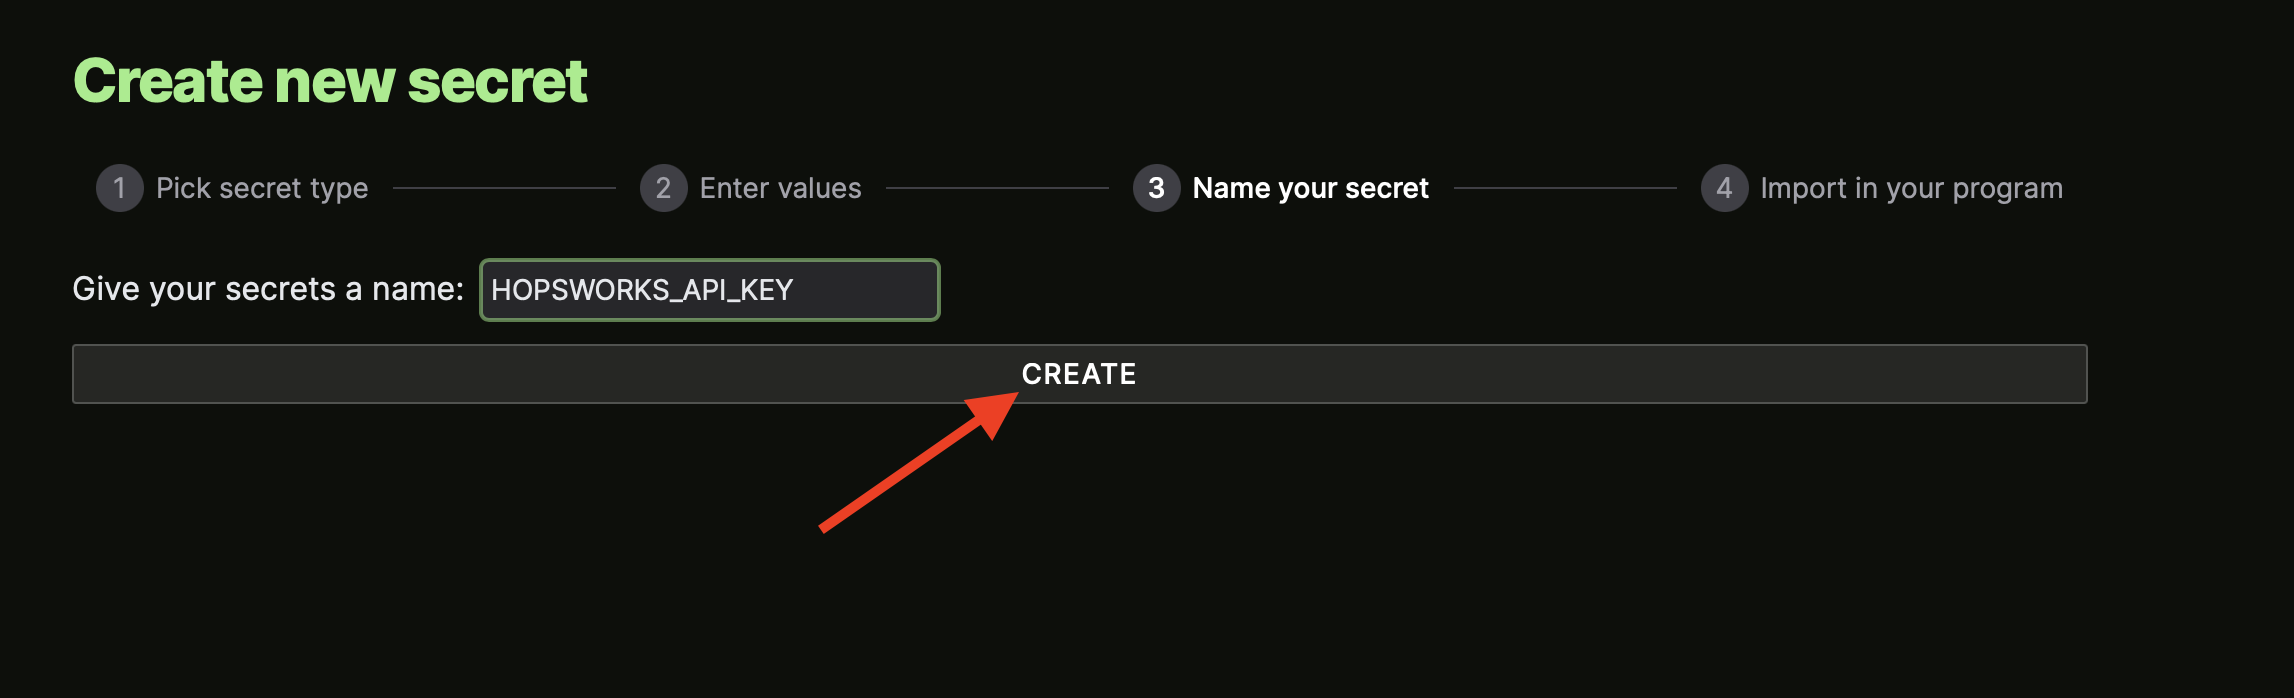 Create new secret
1 Pick secret type 2 Enter values 3 Name your secret 4 Import in your program
Give your secrets a name: HOPSWORKS_API_KEY
CREATE